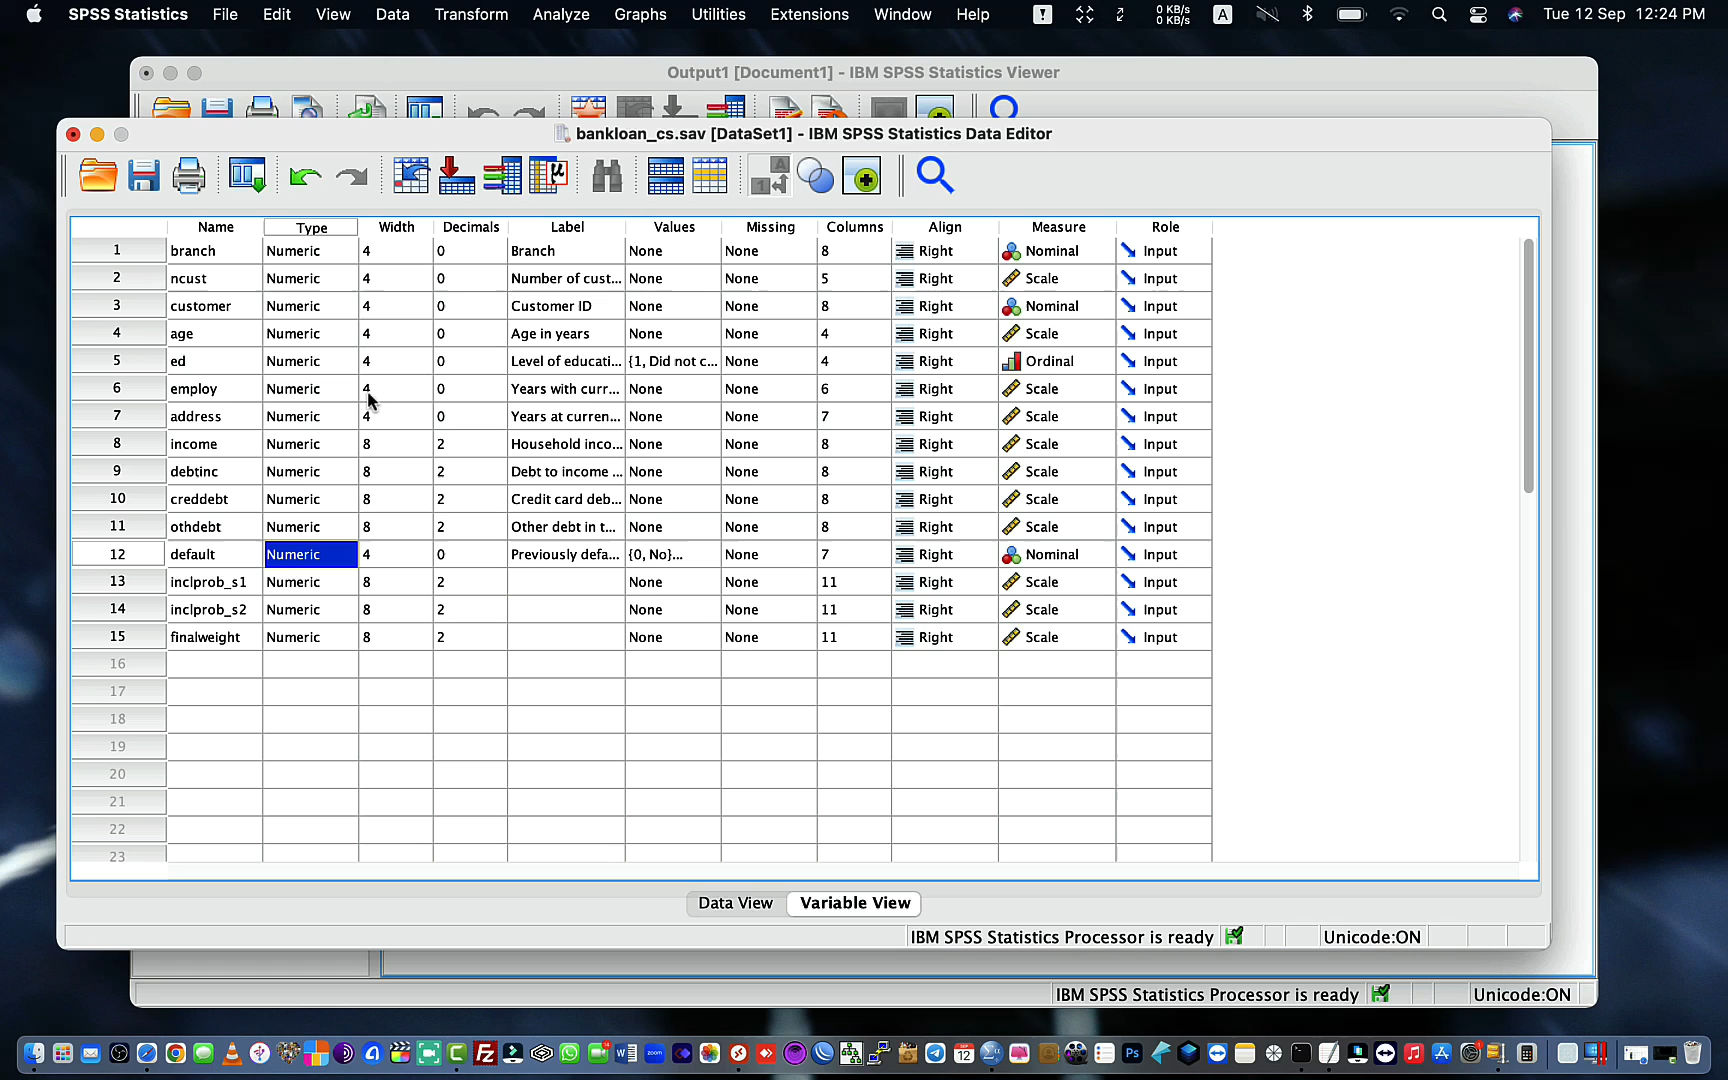 SPSS Statistics File Edit View Data Transform Analyze Graphs Utilities Extensions Window Help 0 KB/s 0 KB/s A Tue 12 Sep 12:24 PM
Output1 [Document1] - IBM SPSS Statistics Viewer
bankloan_cs.sav [DataSet1] - IBM SPSS Statistics Data Editor
Name Type Width Decimals Label Values Missing Columns Align Measure Role
1 branch Numeric 4 0 Branch None None 8 Right Nominal Input
2 ncust Numeric 4 0 Number of cust... None None 5 Right Scale Input
3 customer Numeric 4 0 Customer ID None None 8 Right Nominal Input
4 age Numeric 4 0 Age in years None None 4 Right Scale Input
5 ed Numeric 4 0 Level of educati... {1, Did not c... None 4 Right Ordinal Input
6 employ Numeric 4 0 Years with curr... None None 6 Right Scale Input
7 address Numeric 4 0 Years at curren... None None 7 Right Scale Input
8 income Numeric 8 2 Household inco... None None 8 Right Scale Input
9 debtinc Numeric 8 2 Debt to income ... None None 8 Right Scale Input
10 creddebt Numeric 8 2 Credit card deb... None None 8 Right Scale Input
11 othdebt Numeric 8 2 Other debt in t... None None 8 Right Scale Input
12 default Numeric 4 0 Previously defa... {0, No}... None 7 Right Nominal Input
13 inclprob_s1 Numeric 8 2 None None 11 Right Scale Input
14 inclprob_s2 Numeric 8 2 None None 11 Right Scale Input
15 finalweight Numeric 8 2 None None 11 Right Scale Input
16
17
18
19
20
21
22
23
Data View Variable View
IBM SPSS Statistics Processor is ready Unicode:ON
IBM SPSS Statistics Processor is ready Unicode:ON